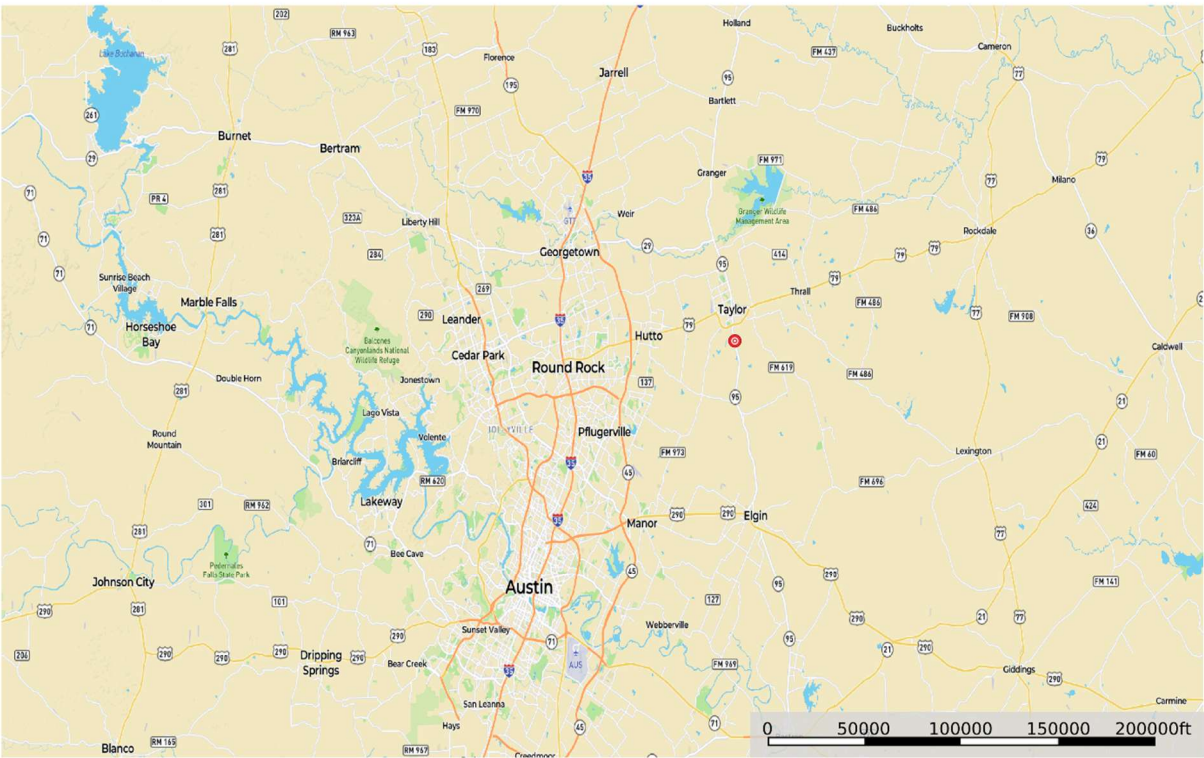 202
RM 963
281
183
Holland
Buckholts
Cameron
FM 437
Lake Buchanan
Florence
Jarrell
77
195
95
Bartlett
261
FM 970
Burnet
Bertram
29
79
FM 971
35
Granger
77
Milano
71
PR 4
281
Granger Wildlife
Management Area
FM 486
323A
Liberty Hill
GTT
Weir
281
71
Rockdale
36
29
79
79
Georgetown
284
414
95
71
Sunrise Beach
Village
79
269
Thrall
Marble Falls
FM 486
290
Taylor
77
FM 908
Leander
35
79
71
Horseshoe
Bay
Hutto
Balcones
Canyonlands National
Wildlife Refuge
Cedar Park
Caldwell
Round Rock
FM 619
FM 486
Double Horn
Jonestown
137
281
95
21
Lago Vista
Round
Mountain
JOLLYVILLE
Pflugerville
Volente
21
FM 973
Lexington
FM 60
Briarcliff
35
45
RM 620
FM 696
Lakeway
301
RM 962
424
290
290
Elgin
35
Manor
281
77
71
Bee Cave
Pedernales
Falls State Park
45
290
Johnson City
95
FM 141
Austin
101
127
290
281
290
21
77
Webberville
Sunset Valley
290
95
71
290
290
290
290
Dripping
Springs
206
21
290
Bear Creek
AUS
FM 969
35
Giddings
290
San Leanna
Carmine
Hays
45
71
0 50000 100000 150000 200000ft
Blanco
RM 165
RM 967
Creedmoor